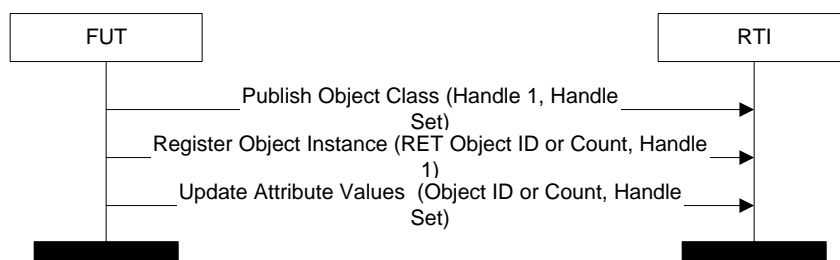 FUT
RTI
Publish Object Class (Handle 1, Handle
Set)
Register Object Instance (RET Object ID or Count, Handle
1)
Update Attribute Values  (Object ID or Count, Handle
Set)